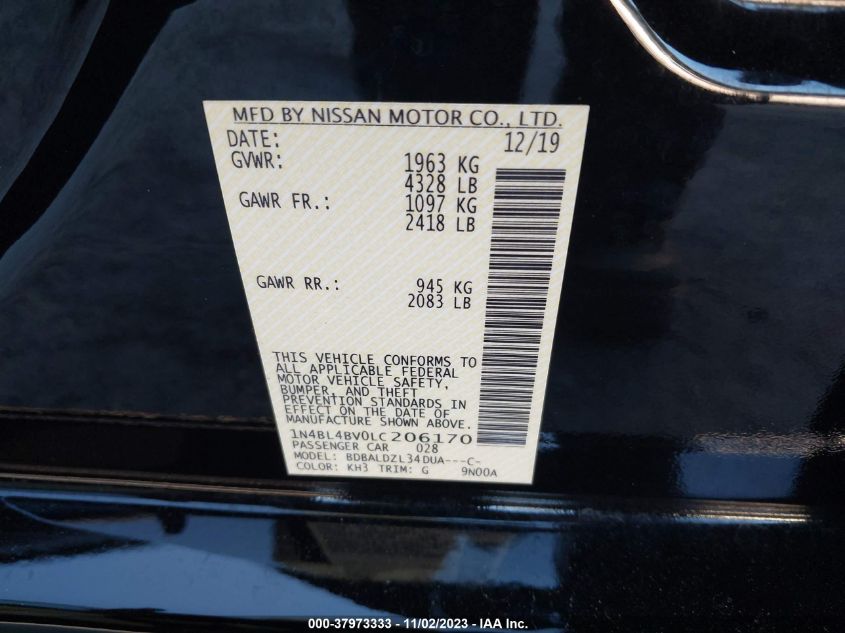 MFD BY NISSAN MOTOR CO., LTD.
DATE: 12/19
GVWR: 1963 KG
4328 LB
GAWR FR.: 1097 KG
2418 LB
GAWR RR.: 945 KG
2083 LB
THIS VEHICLE CONFORMS TO
ALL APPLICABLE FEDERAL
MOTOR VEHICLE SAFETY,
BUMPER, AND THEFT
PREVENTION STANDARDS IN
EFFECT ON THE DATE OF
MANUFACTURE SHOWN ABOVE.
1N4BL4BV0LC206170
PASSENGER CAR 028
MODEL: BDBALDZL34DUA---C-
COLOR: KH3 TRIM: G 9N00A
000-37973333 - 11/02/2023 - IAA Inc.